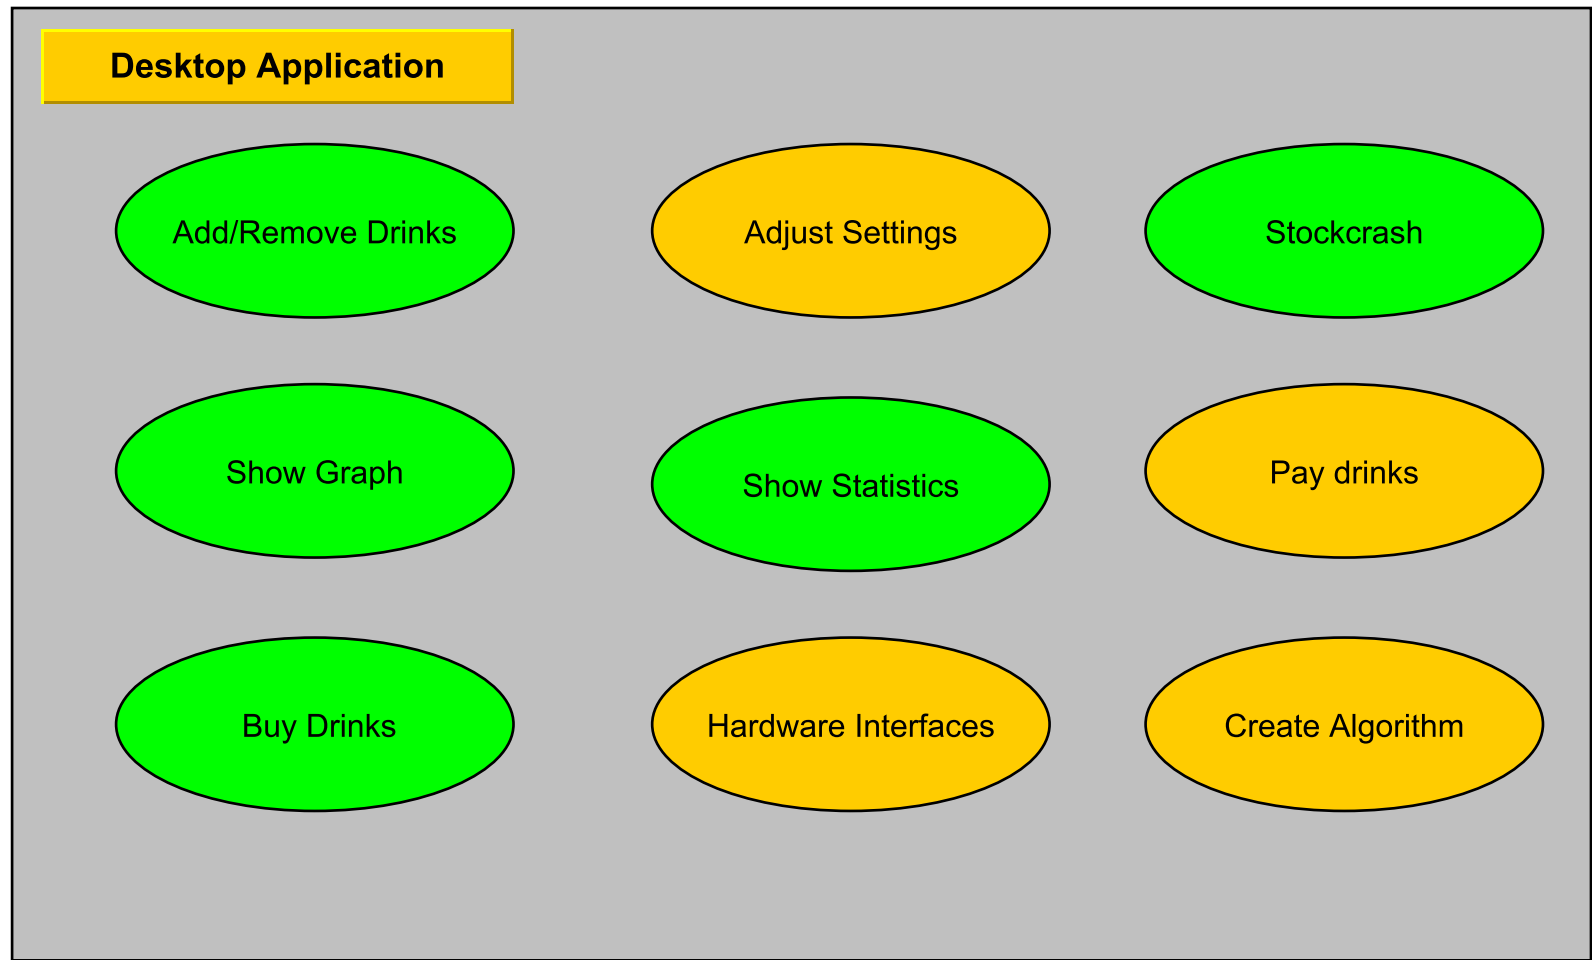 Desktop Application
Add/Remove Drinks
Adjust Settings
Stockcrash
Show Graph
Show Statistics
Pay drinks
Buy Drinks
Hardware Interfaces
Create Algorithm